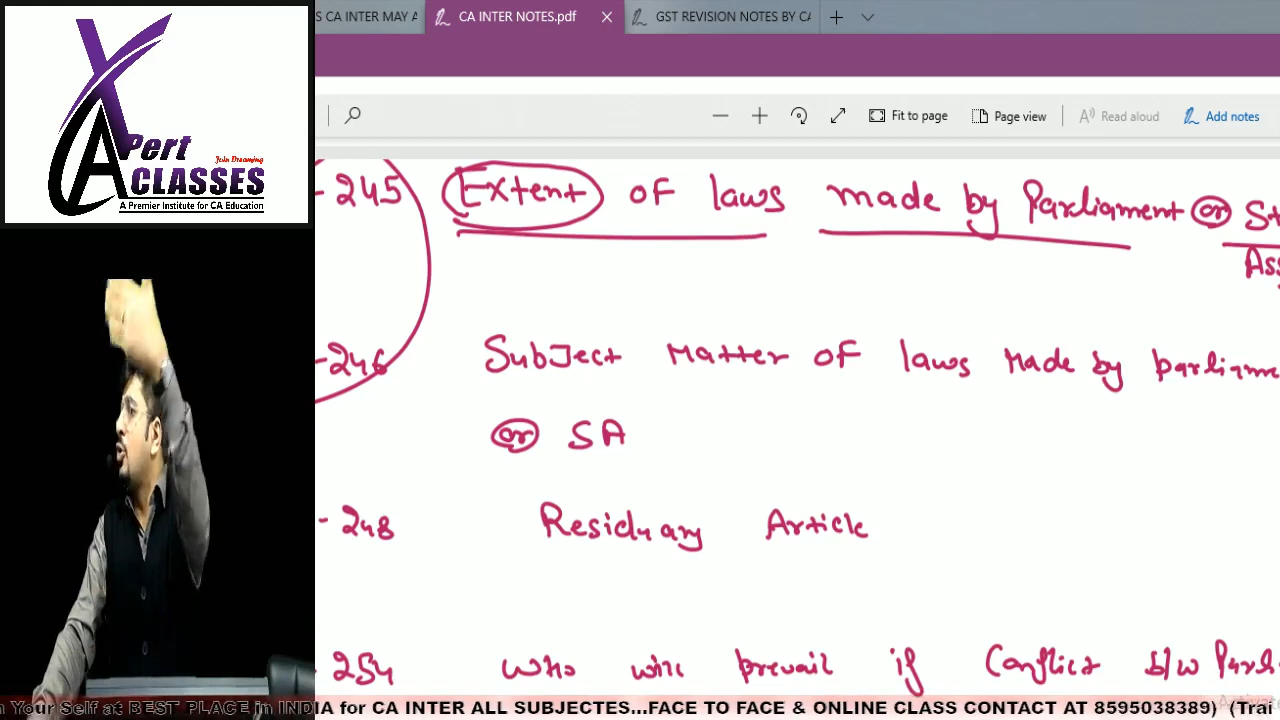 S CA INTER MAY A
CA INTER NOTES.pdf
GST REVISION NOTES BY CA
Fit to page
Page view
Read aloud
Add notes
XPert
Join Dreaming
CA CLASSES
A Premier Institute for CA Education
-245 Extent of laws made by Parliament or St
Ass
-246 Subject Matter of laws Made by parliame
or SA
-248 Residuary Article
-254 who will prevail if Conflict b/w Parli
n Your Self at BEST PLACE in INDIA for CA INTER ALL SUBJECTES...FACE TO FACE & ONLINE CLASS CONTACT AT 8595038389) (Trai